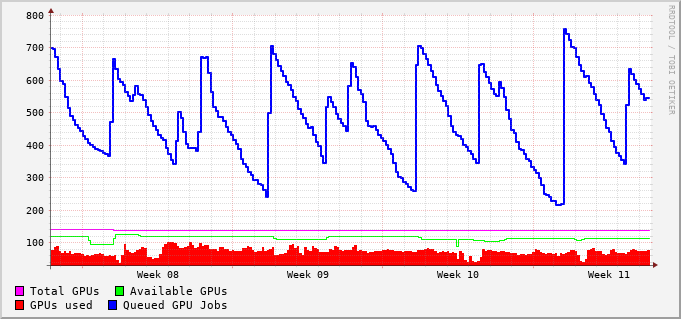 800
700
600
500
400
300
200
100
Week 08 Week 09 Week 10 Week 11
Total GPUs Available GPUs
GPUs used Queued GPU Jobs
RRDTOOL / TOBI OETIKER